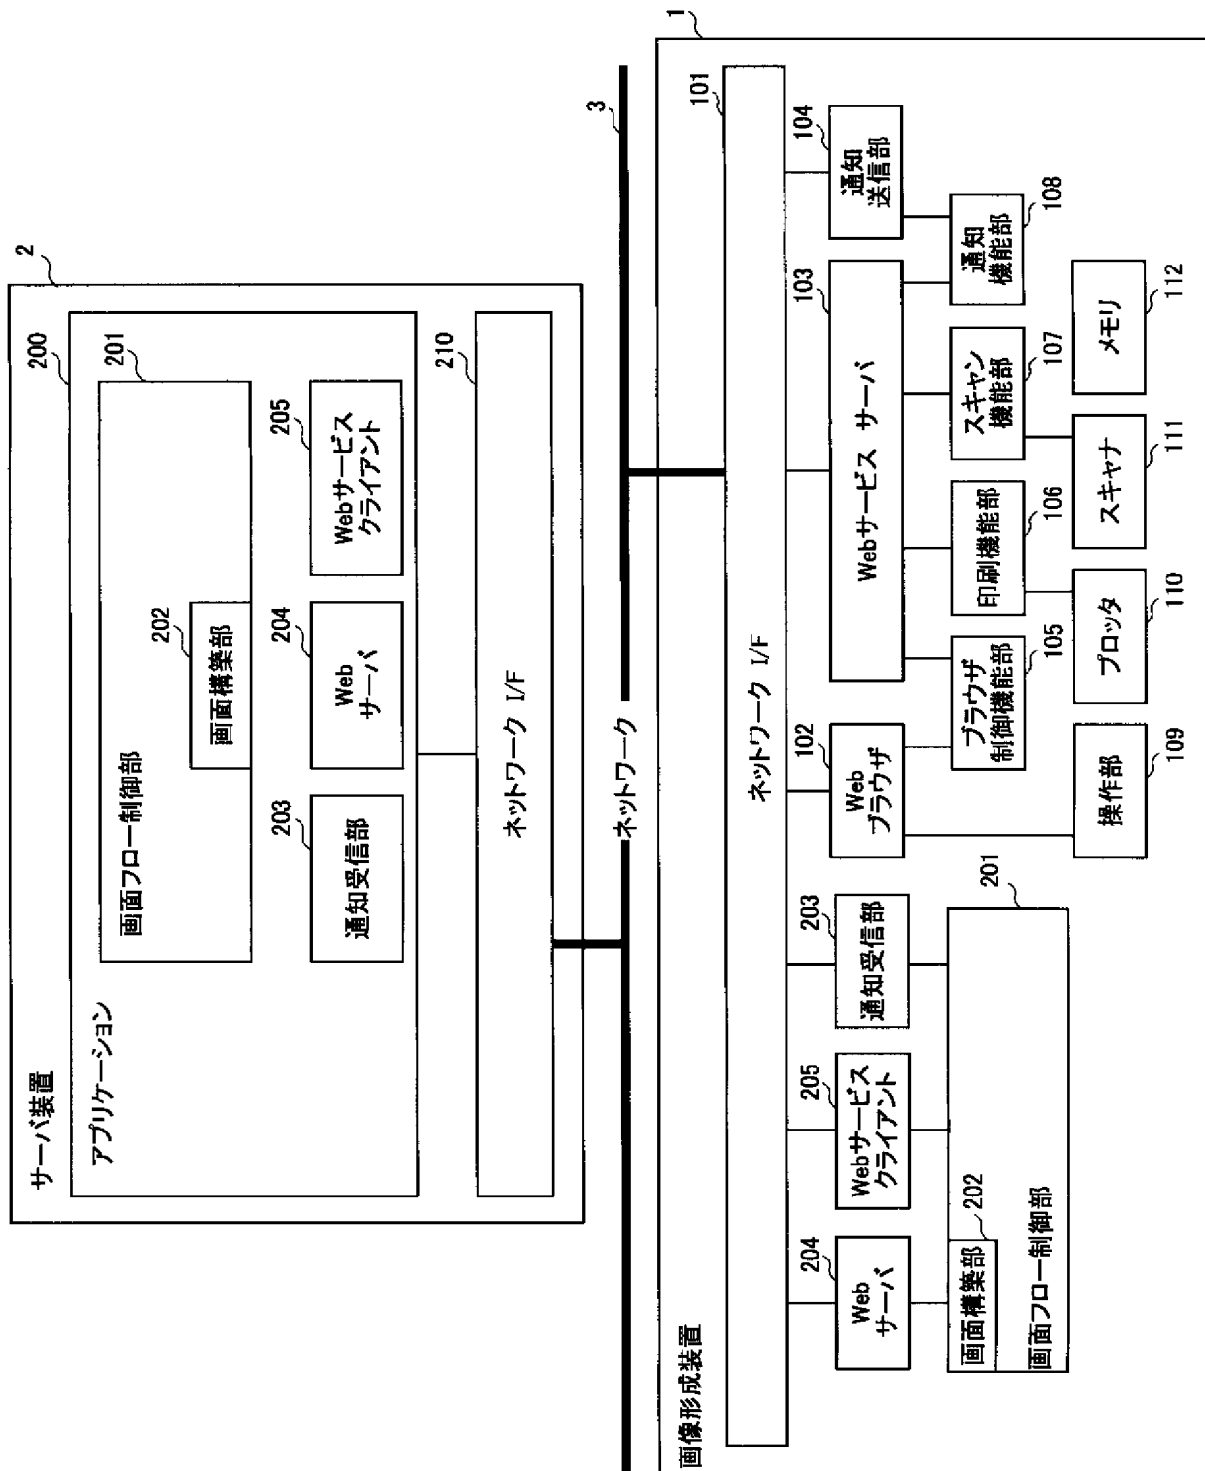 サーバ装置
2
アプリケーション
200
画面フロー制御部
201
画面構築部
202
通知受信部
203
Web
サーバ
204
Webサービス
クライアント
205
ネットワーク I/F
210
ネットワーク
3
画像形成装置
1
ネットワーク I/F
101
Web
サーバ
204
Webサービス
クライアント
205
通知受信部
203
Web
ブラウザ
102
Webサービス サーバ
103
通知
送信部
104
画面構築部
202
画面フロー制御部
201
ブラウザ
制御機能部
105
印刷機能部
106
スキャン
機能部
107
通知
機能部
108
操作部
109
プロッタ
110
スキャナ
111
メモリ
112